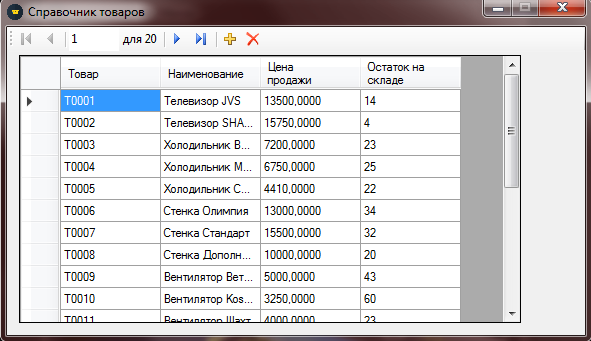 Справочник товаров
1 для 20
Товар Наименование Цена продажи Остаток на складе
T0001 Телевизор JVS 13500,0000 14
T0002 Телевизор SHA... 15750,0000 4
T0003 Холодильник В... 7200,0000 23
T0004 Холодильник М... 6750,0000 25
T0005 Холодильник С... 4410,0000 22
T0006 Стенка Олимпия 13000,0000 34
T0007 Стенка Стандарт 15500,0000 32
T0008 Стенка Дополн... 10000,0000 20
T0009 Вентилятор Вет... 5000,0000 43
T0010 Вентилятор Kos... 3250,0000 60
T0011 Вентилятор Шахт 4000,0000 23